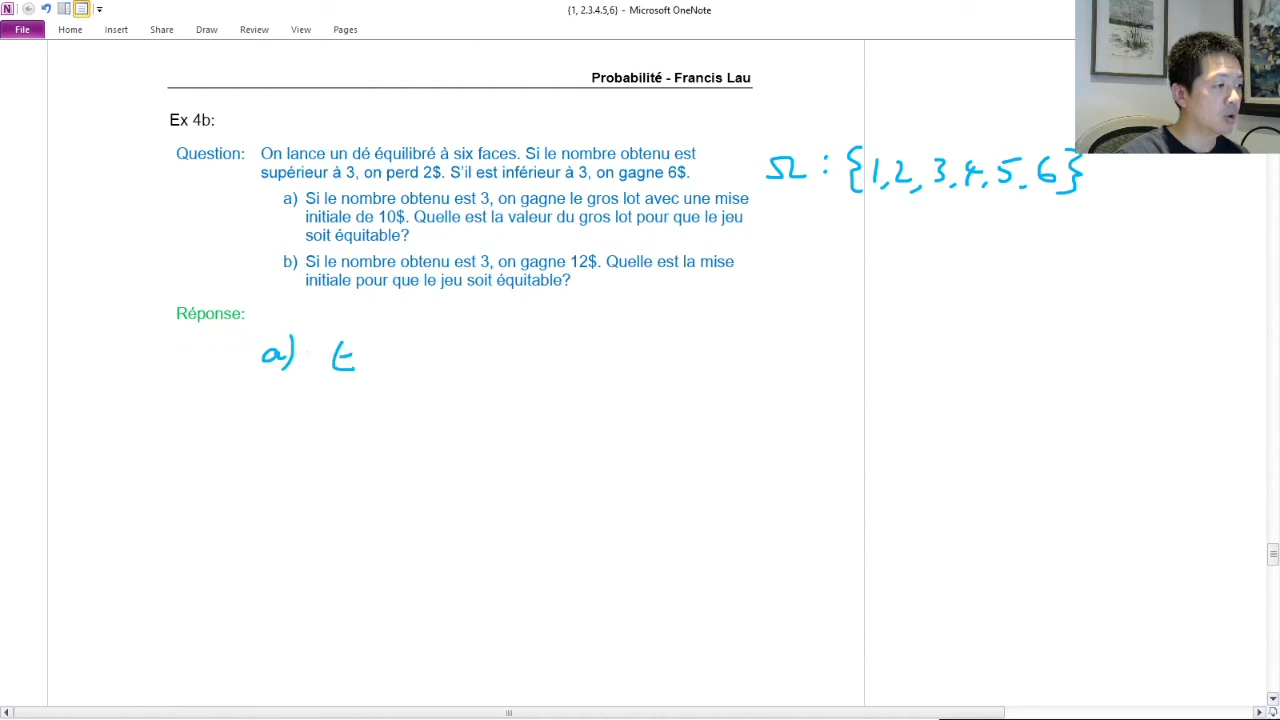 {1, 2.3.4.5,6} - Microsoft OneNote
File Home Insert Share Draw Review View Pages
Probabilité - Francis Lau
Ex 4b:
Question: On lance un dé équilibré à six faces. Si le nombre obtenu est
supérieur à 3, on perd 2$. S'il est inférieur à 3, on gagne 6$.
Ω : {1,2,3,4,5,6}
a) Si le nombre obtenu est 3, on gagne le gros lot avec une mise
initiale de 10$. Quelle est la valeur du gros lot pour que le jeu
soit équitable?
b) Si le nombre obtenu est 3, on gagne 12$. Quelle est la mise
initiale pour que le jeu soit équitable?
Réponse:
a) E